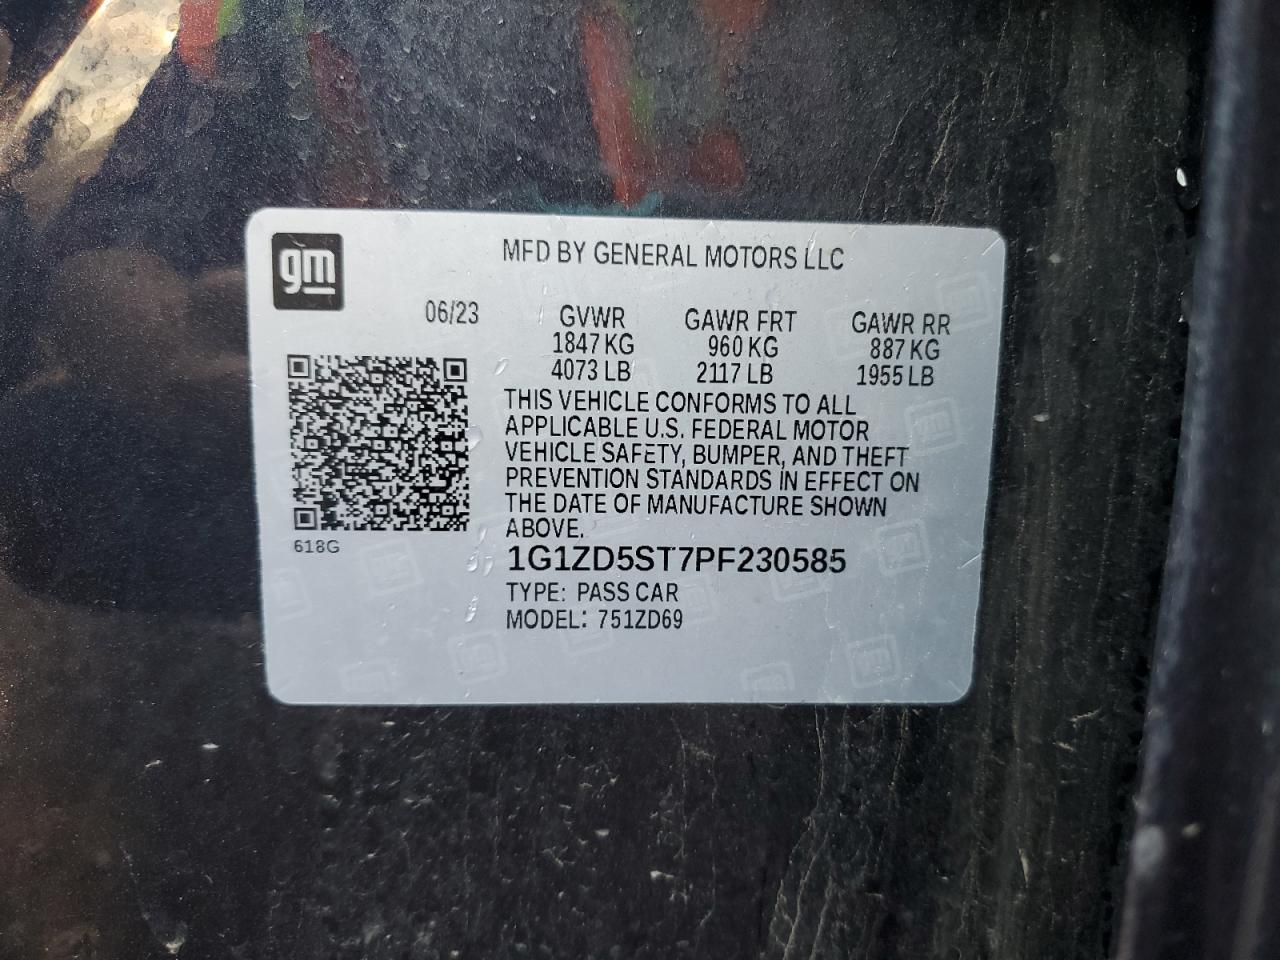 gm
MFD BY GENERAL MOTORS LLC
06/23
GVWR GAWR FRT GAWR RR
1847 KG 960 KG 887 KG
4073 LB 2117 LB 1955 LB
THIS VEHICLE CONFORMS TO ALL
APPLICABLE U.S. FEDERAL MOTOR
VEHICLE SAFETY, BUMPER, AND THEFT
PREVENTION STANDARDS IN EFFECT ON
THE DATE OF MANUFACTURE SHOWN
ABOVE.
618G
1G1ZD5ST7PF230585
TYPE: PASS CAR
MODEL: 751ZD69